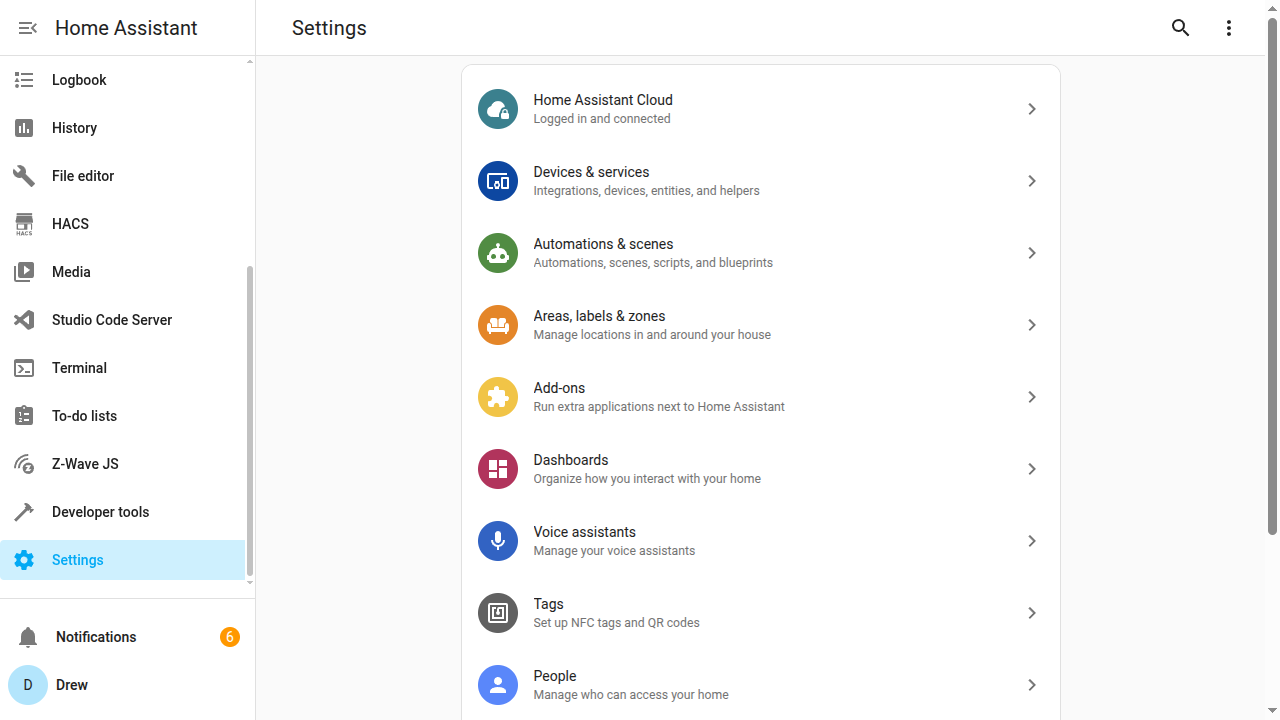 Home Assistant
Settings
Logbook
History
File editor
HACS
HACS
Media
Studio Code Server
Terminal
To-do lists
Z-Wave JS
Developer tools
Settings
Notifications
6
D
Drew
Home Assistant Cloud
Logged in and connected
Devices & services
Integrations, devices, entities, and helpers
Automations & scenes
Automations, scenes, scripts, and blueprints
Areas, labels & zones
Manage locations in and around your house
Add-ons
Run extra applications next to Home Assistant
Dashboards
Organize how you interact with your home
Voice assistants
Manage your voice assistants
Tags
Set up NFC tags and QR codes
People
Manage who can access your home